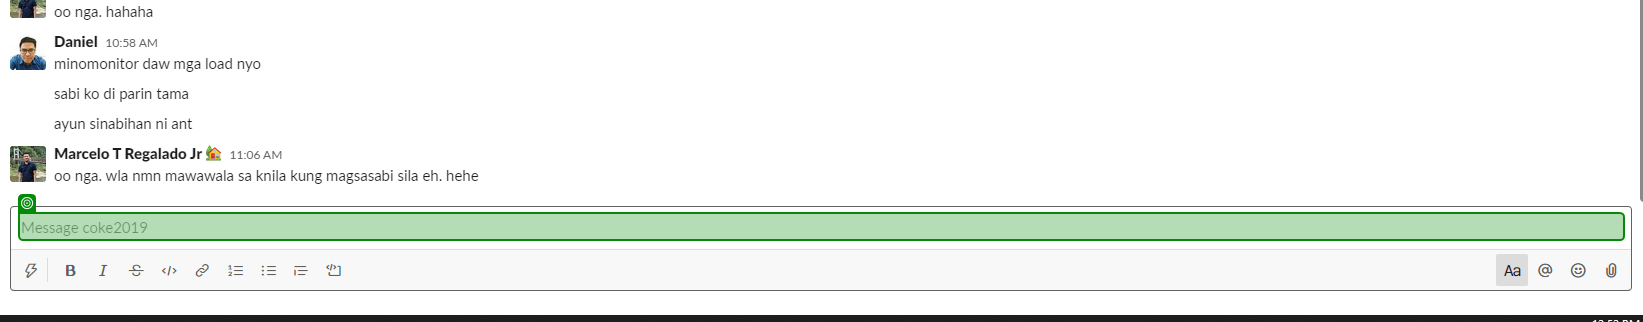 oo nga. hahaha
Daniel 10:58 AM
minomonitor daw mga load nyo
sabi ko di parin tama
ayun sinabihan ni ant
Marcelo T Regalado Jr 🏡 11:06 AM
oo nga. wla nmn mawawala sa knila kung magsasabi sila eh. hehe
Message coke2019
B I S </> Aa @